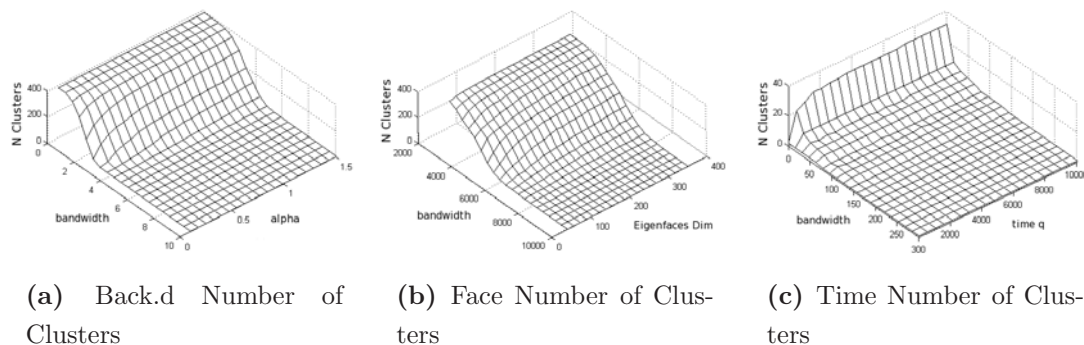 N Clusters
400
200
0
0
2
4
6
8
10
bandwidth
0
0.5
1
1.5
alpha
N Clusters
400
200
0
2000
4000
6000
8000
10000
bandwidth
0
100
200
300
400
Eigenfaces Dim
N Clusters
40
20
0
0
50
100
150
200
250
300
bandwidth
2000
4000
6000
8000
time q
(a) Back.d Number of
Clusters
(b) Face Number of Clus-
ters
(c) Time Number of Clus-
ters